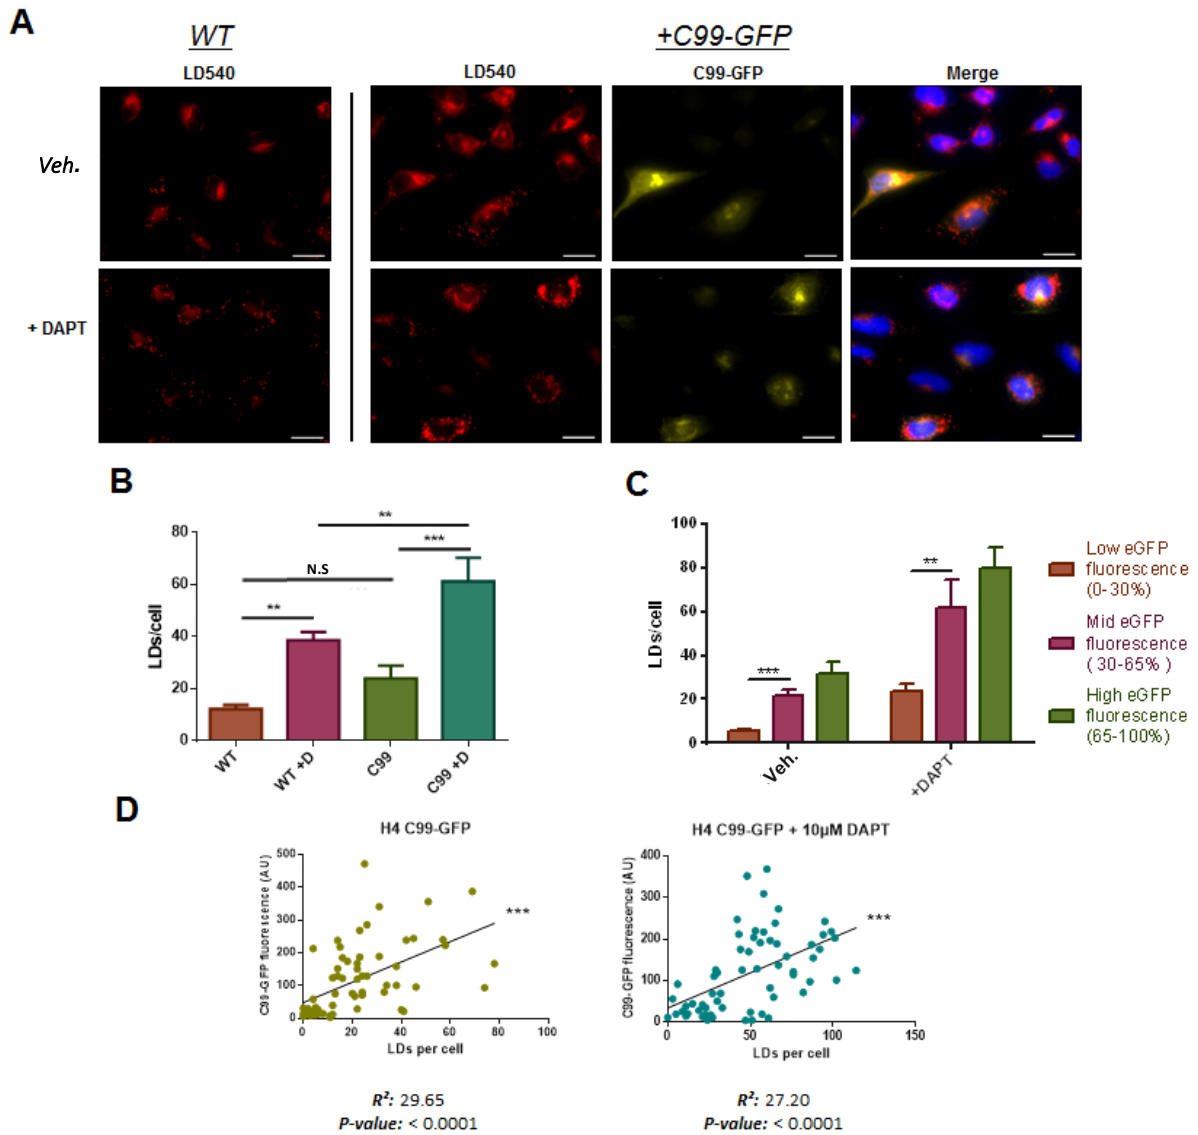 A
WT
+C99-GFP
LD540
LD540
C99-GFP
Merge
Veh.
+ DAPT
B
LDs/cell
80
60
40
20
0
**
***
N.S
**
WT
WT +D
C99
C99 +D
C
LDs/cell
100
80
60
40
20
0
***
**
Veh.
+DAPT
Low eGFP
fluorescence
(0-30%)
Mid eGFP
fluorescence
( 30-65% )
High eGFP
fluorescence
(65-100%)
D
H4 C99-GFP
C99-GFP fluorescence (AU)
500
400
300
200
100
0
***
0 20 40 60 80 100
LDs per cell
R²: 29.65
P-value: < 0.0001
H4 C99-GFP + 10µM DAPT
C99-GFP fluorescence (AU)
400
300
200
100
0
***
0 50 100 150
LDs per cell
R²: 27.20
P-value: < 0.0001